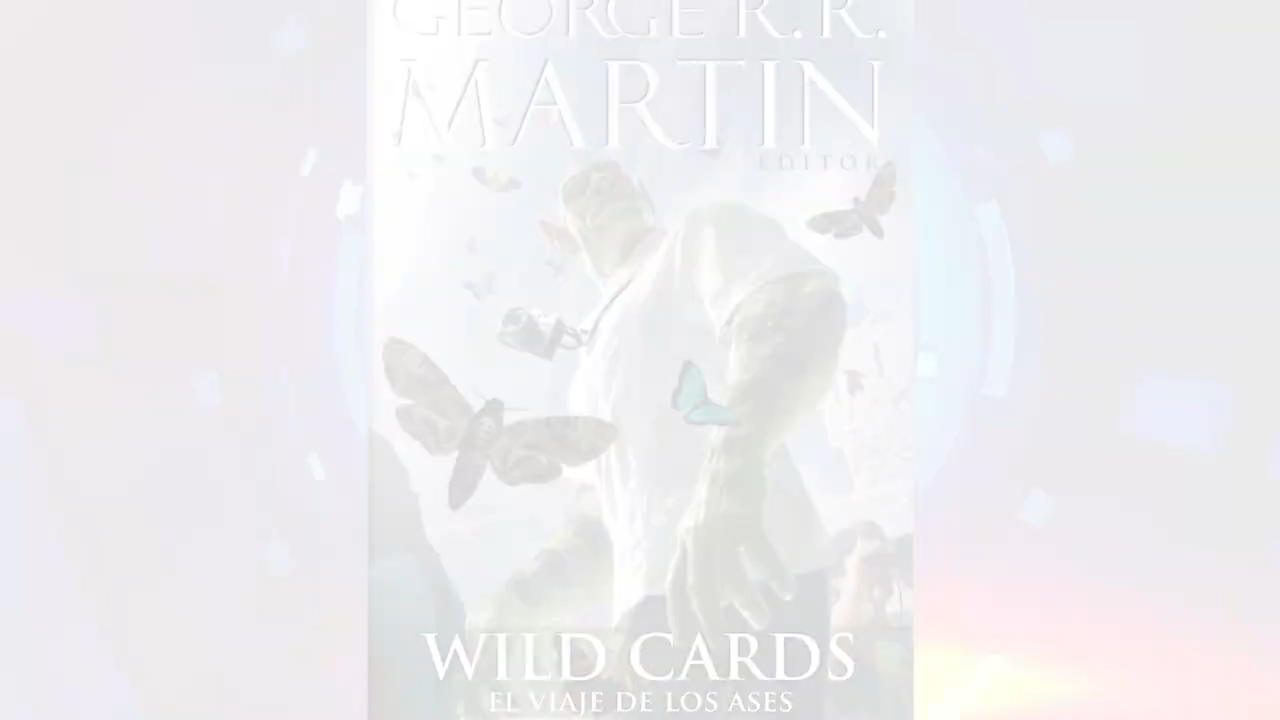 GEORGE R. R.
MARTIN
EDITOR
WILD CARDS
EL VIAJE DE LOS ASES